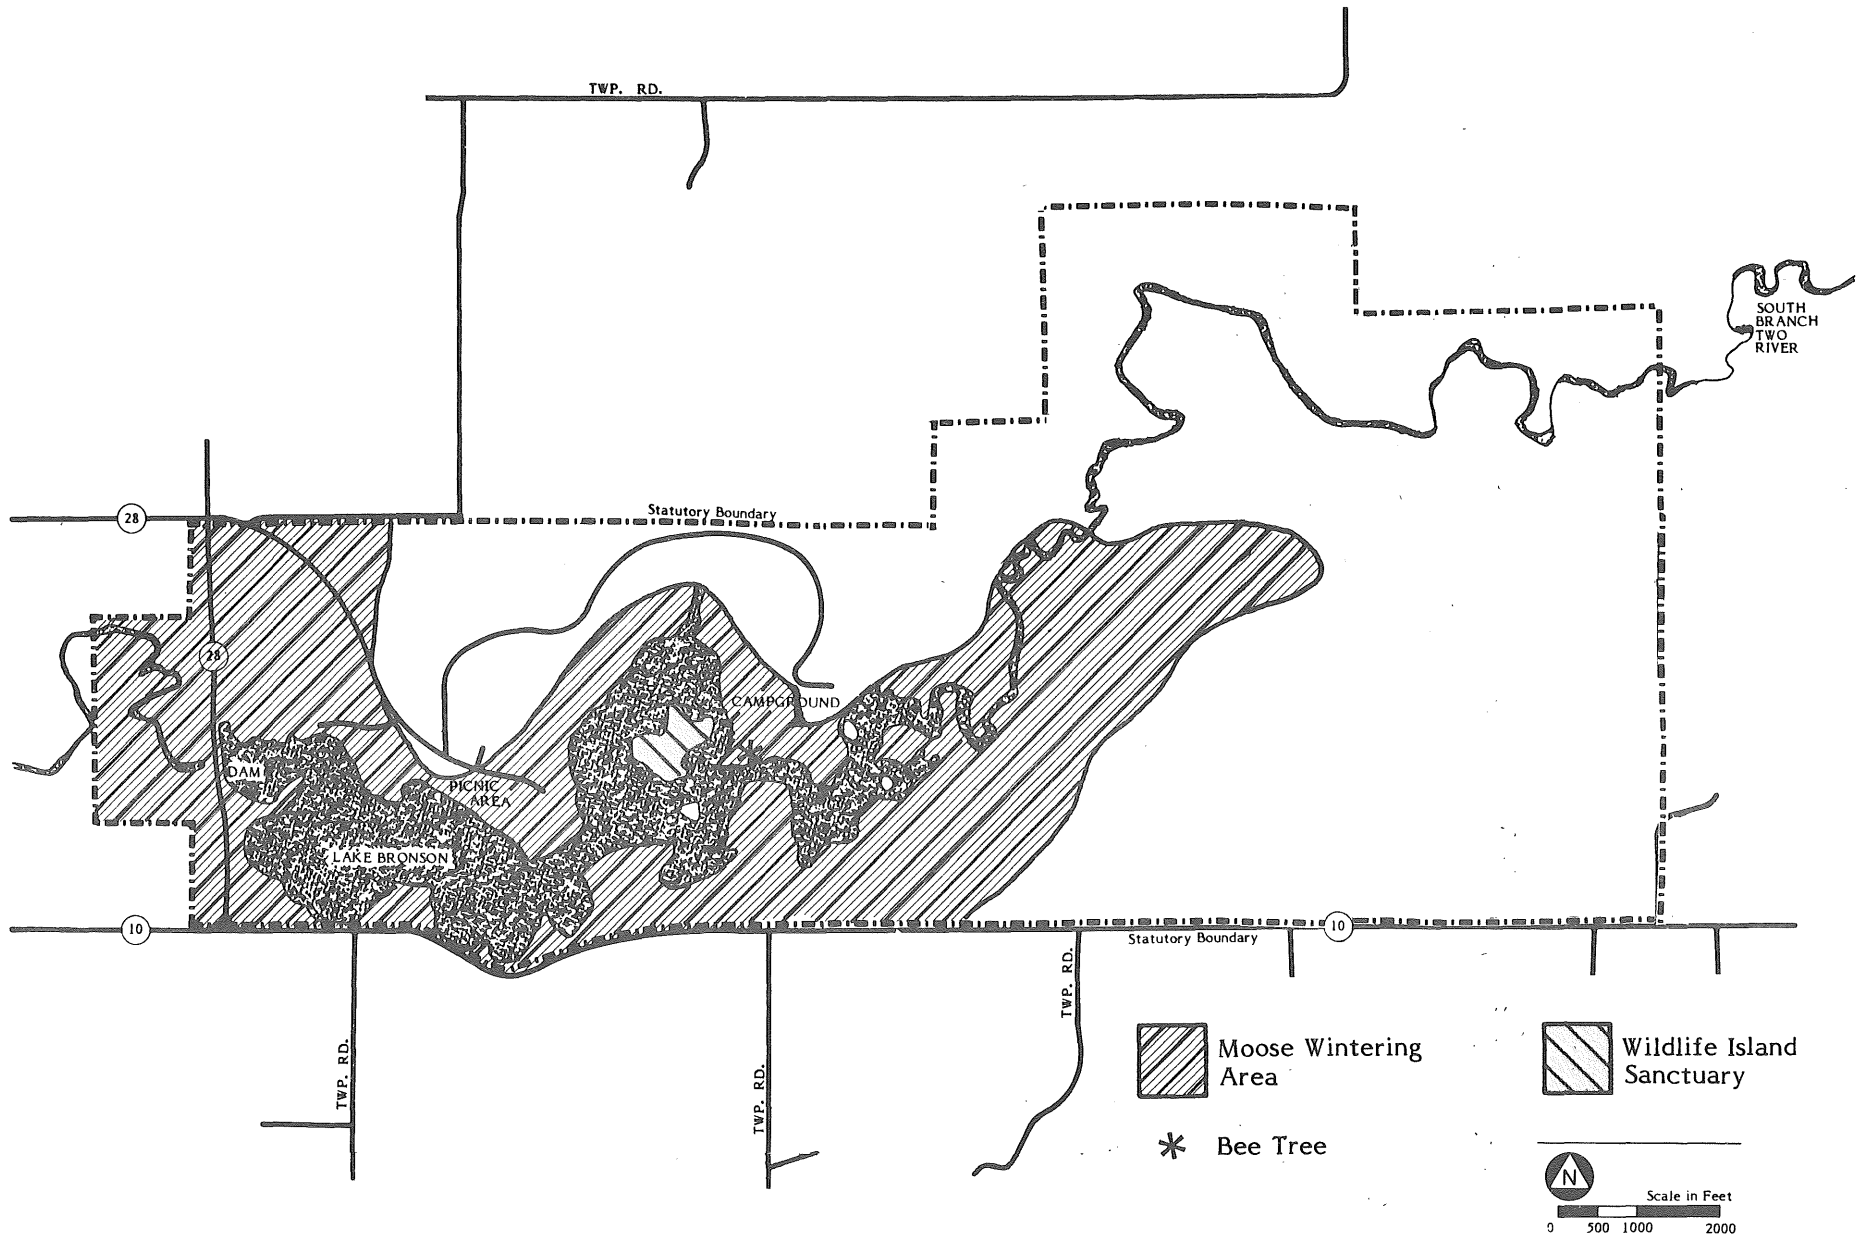 TWP. RD.
SOUTH
BRANCH
TWO
RIVER
28
Statutory Boundary
28
CAMPGROUND
DAM
PICNIC
AREA
LAKE BRONSON
10
10
Statutory Boundary
TWP. RD.
TWP. RD.
TWP. RD.
Moose Wintering
Area
Wildlife Island
Sanctuary
Bee Tree
N
Scale in Feet
0 500 1000 2000